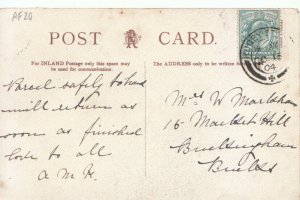 AF20
POST CARD.
FOR INLAND Postage only this space may
be used for communication.
The ADDRESS only to be written
Parcel safely to hand
will return as
soon as finished
love to all
A M H
Mrs W Markham
16 Market Hill
Buckingham
Bucks